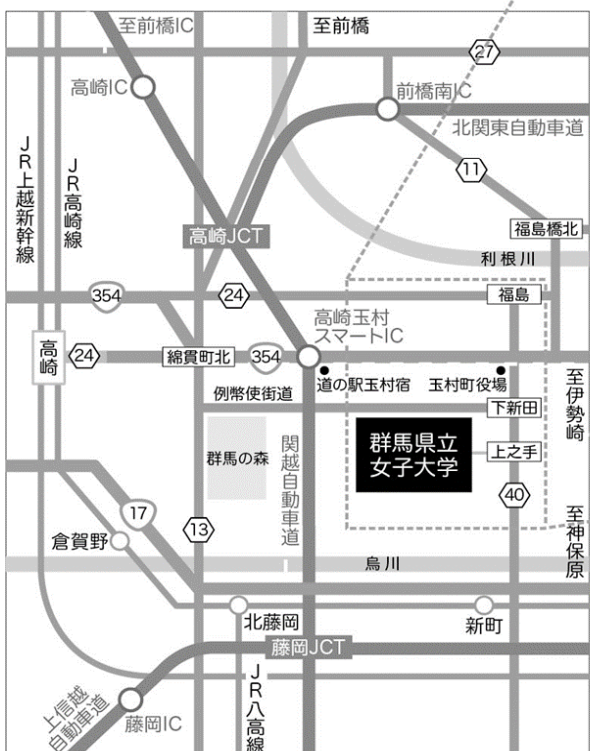 至前橋IC
至前橋
27
高崎IC
前橋南IC
北関東自動車道
JR上越新幹線
JR高崎線
11
福島橋北
高崎JCT
利根川
354
24
福島
高崎玉村
スマートIC
高崎
24
綿貫町北
354
道の駅玉村宿
玉村町役場
至伊勢崎
例幣使街道
下新田
群馬の森
関越自動車道
群馬県立
女子大学
上之手
17
13
40
倉賀野
至神保原
烏川
北藤岡
新町
藤岡JCT
JR八高線
上信越
自動車道
藤岡IC